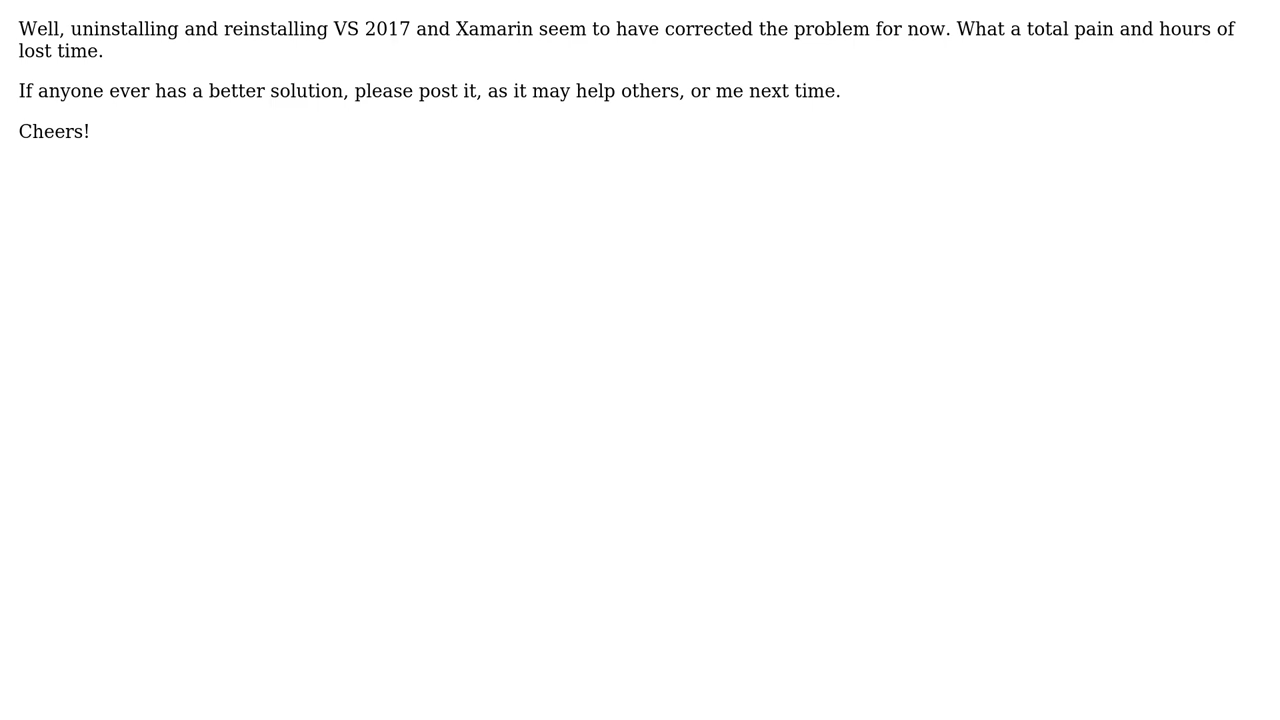 Well, uninstalling and reinstalling VS 2017 and Xamarin seem to have corrected the problem for now. What a total pain and hours of
lost time.
If anyone ever has a better solution, please post it, as it may help others, or me next time.
Cheers!